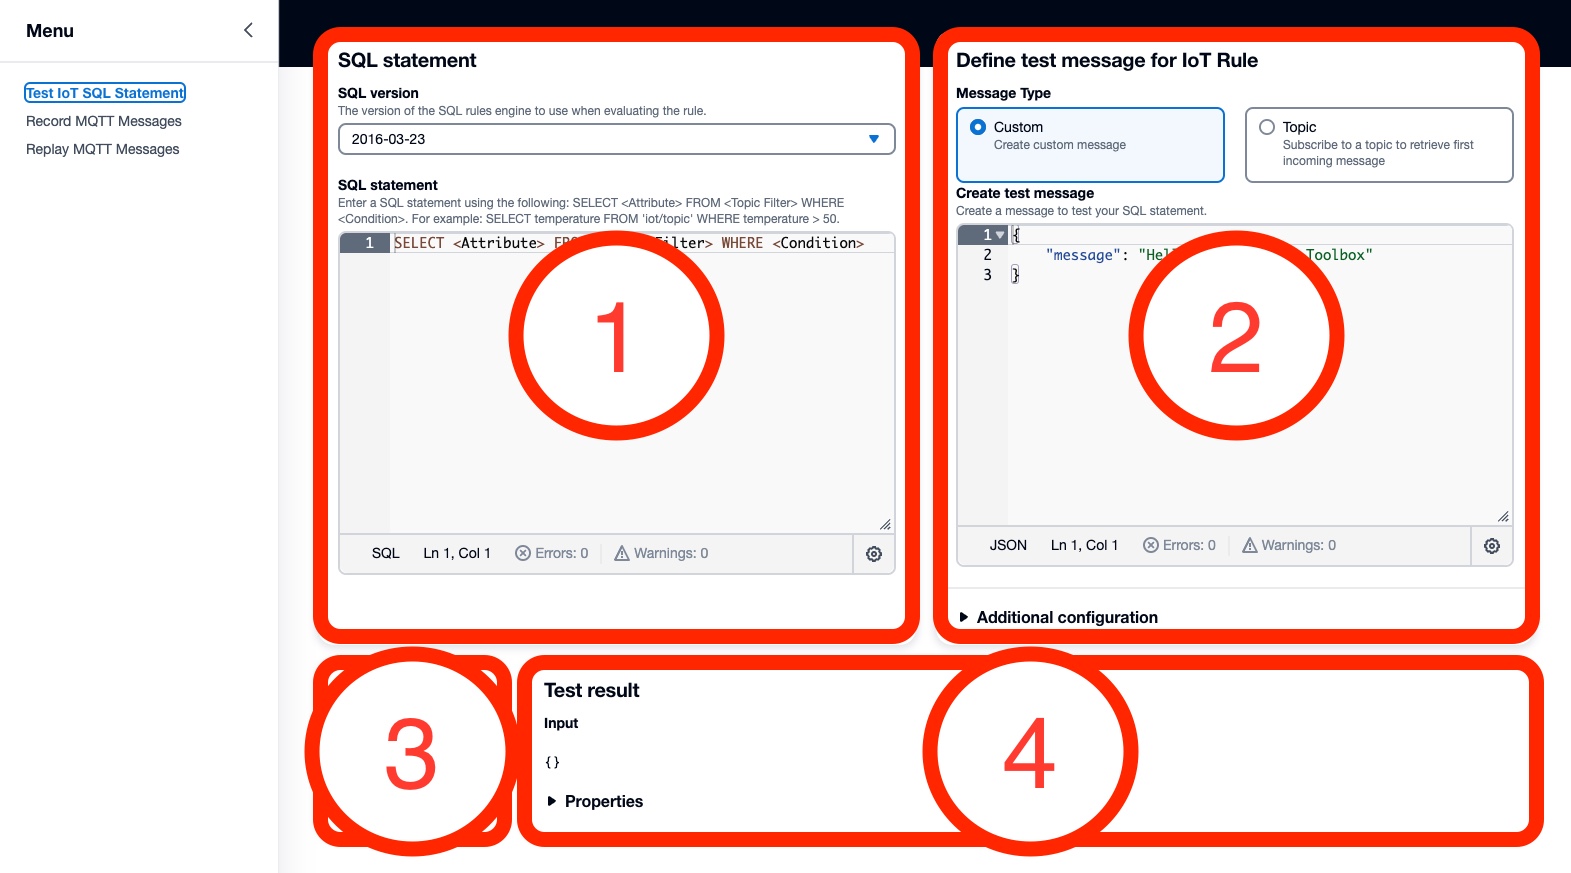 Menu
Test IoT SQL Statement
Record MQTT Messages
Replay MQTT Messages
SQL statement
SQL version
The version of the SQL rules engine to use when evaluating the rule.
2016-03-23
SQL statement
Enter a SQL statement using the following: SELECT <Attribute> FROM <Topic Filter> WHERE
<Condition>. For example: SELECT temperature FROM 'iot/topic' WHERE temperature > 50.
1 SELECT <Attribute> WHERE <Condition>
1
SQL Ln 1, Col 1 Errors: 0 Warnings: 0
Define test message for IoT Rule
Message Type
Custom
Create custom message
Topic
Subscribe to a topic to retrieve first
incoming message
Create test message
Create a message to test your SQL statement.
1 {
2 "message": Toolbox"
3 }
2
JSON Ln 1, Col 1 Errors: 0 Warnings: 0
Additional configuration
3
Test result
Input
{}
Properties
4